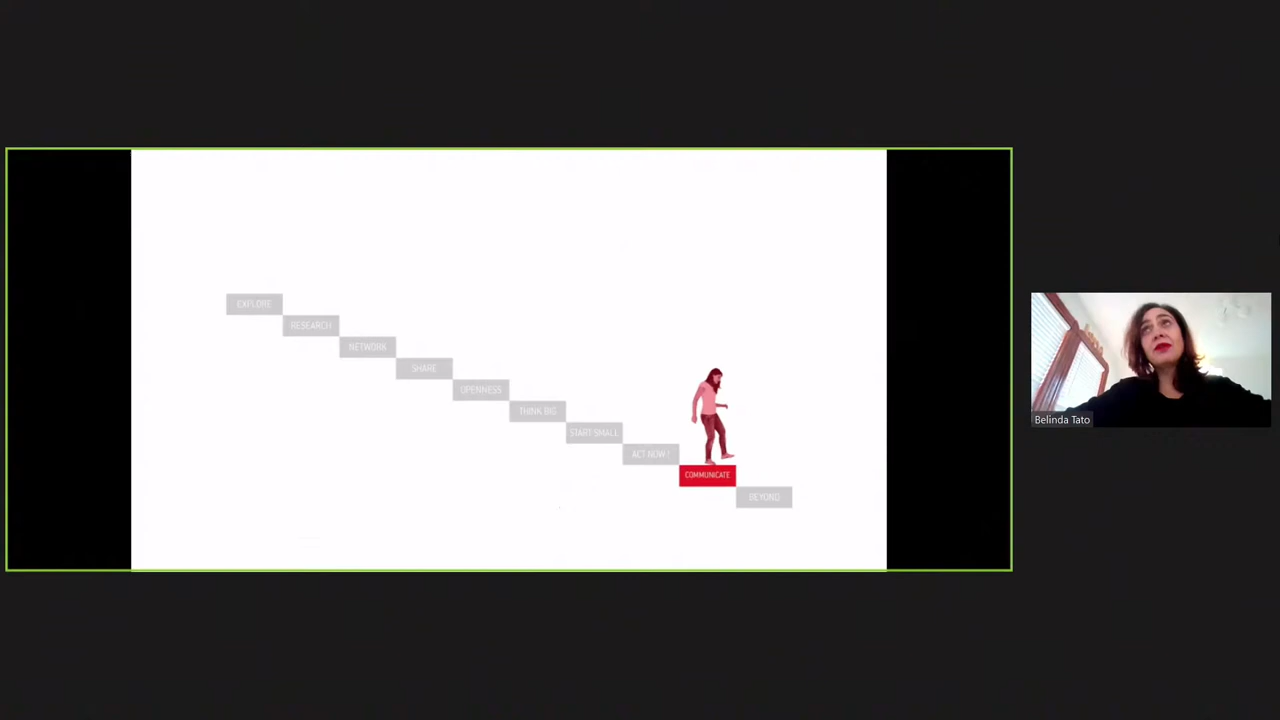 EXPLORE
RESEARCH
NETWORK
SHARE
OPENNESS
THINK BIG
START SMALL
ACT NOW !
COMMUNICATE
BEYOND
Belinda Tato